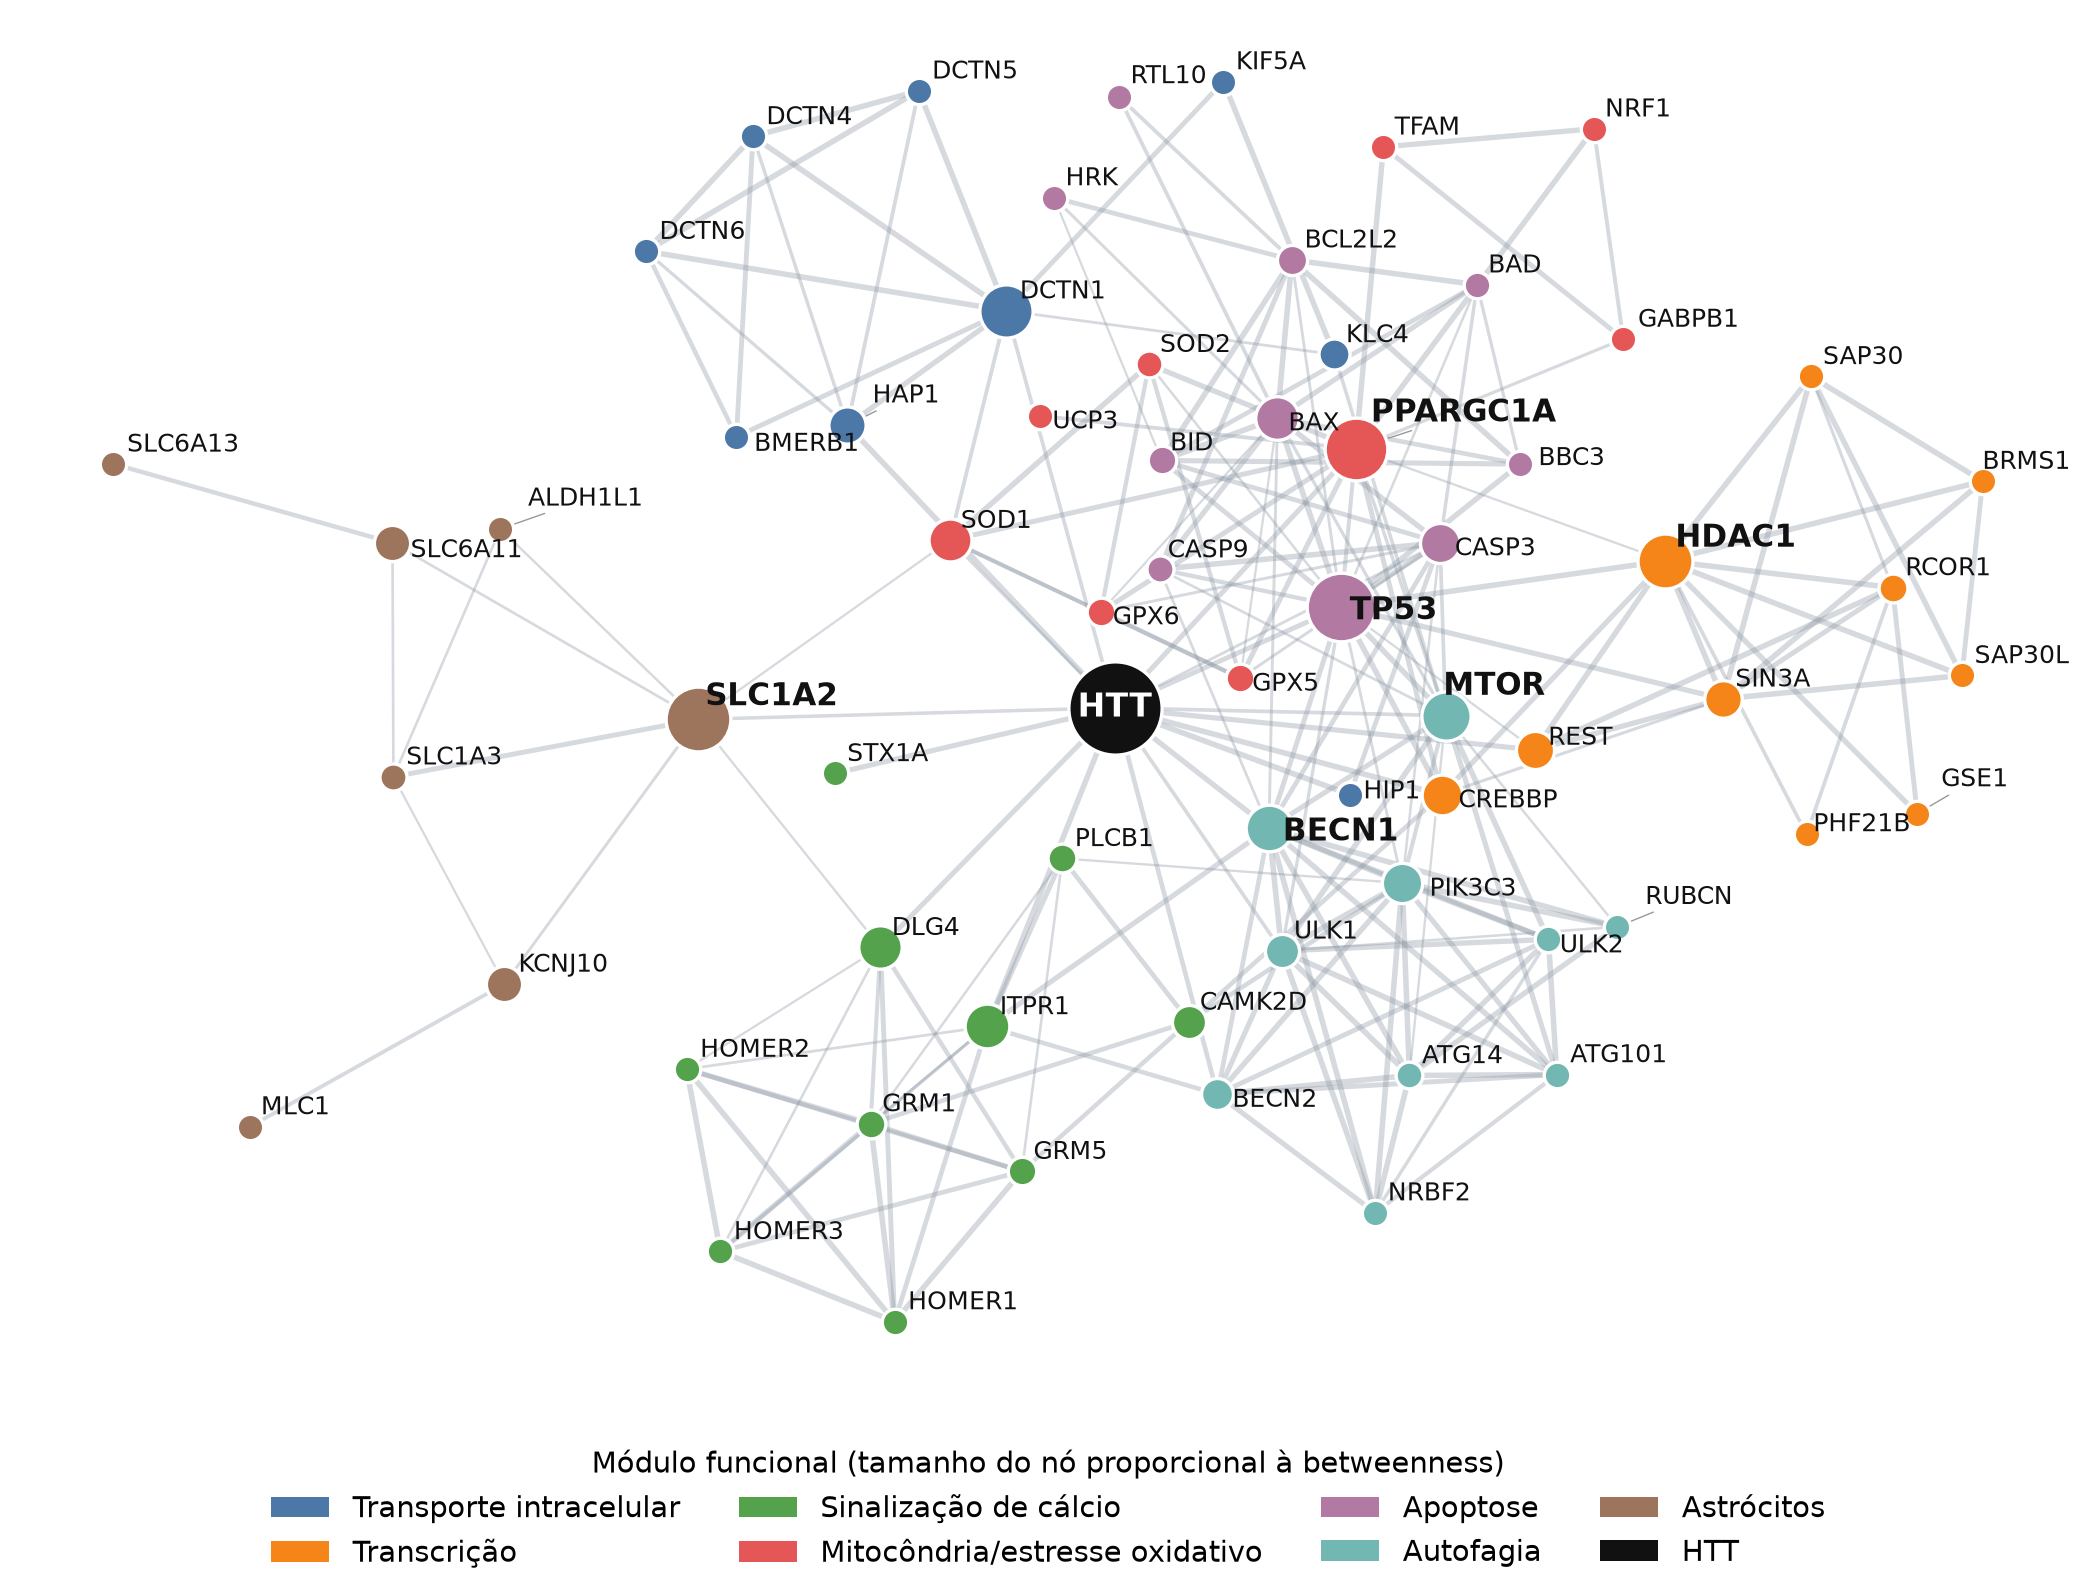 DCTN5
RTL10
KIF5A
DCTN4
TFAM
NRF1
HRK
DCTN6
BCL2L2
BAD
DCTN1
GABPB1
SOD2
KLC4
SAP30
HAP1
UCP3
BAX
PPARGC1A
SLC6A13
BMERB1
BID
BBC3
BRMS1
ALDH1L1
SLC6A11
SOD1
CASP9
CASP3
HDAC1
RCOR1
GPX6
TP53
SLC1A2
HTT
GPX5
MTOR
SIN3A
SAP30L
SLC1A3
STX1A
REST
HIP1
CREBBP
GSE1
PHF21B
PLCB1
BECN1
PIK3C3
RUBCN
DLG4
ULK1
ULK2
KCNJ10
ITPR1
CAMK2D
HOMER2
ATG14
ATG101
MLC1
GRM1
BECN2
GRM5
NRBF2
HOMER3
HOMER1
Módulo funcional (tamanho do nó proporcional à betweenness)
Transporte intracelular
Sinalização de cálcio
Apoptose
Astrócitos
Transcrição
Mitocôndria/estresse oxidativo
Autofagia
HTT